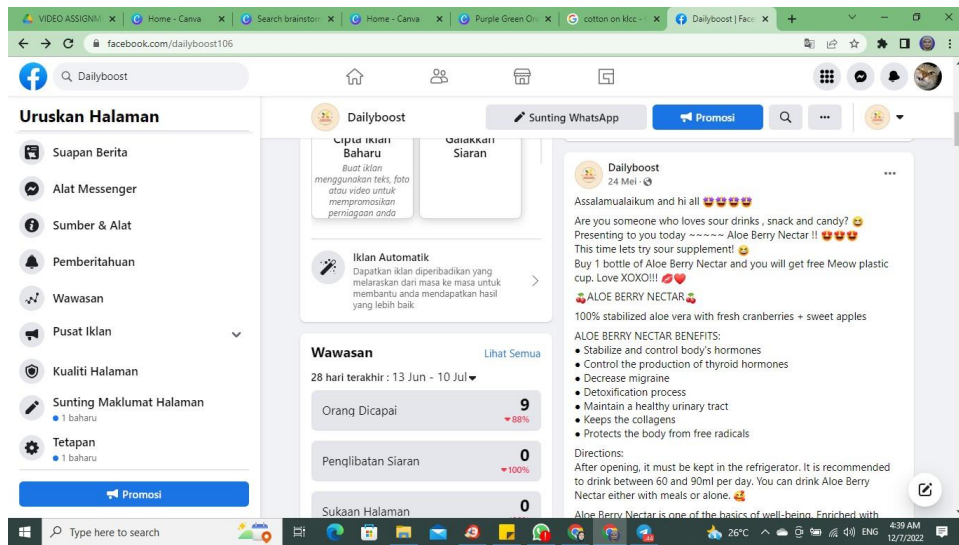 VIDEO ASSIGNM
Home - Canva
Search brainstorm
Home - Canva
Purple Green On
cotton on klcc -
Dailyboost | Face
facebook.com/dailyboost106
Dailyboost
Uruskan Halaman
Suapan Berita
Alat Messenger
Sumber & Alat
Pemberitahuan
Wawasan
Pusat Iklan
Kualiti Halaman
Sunting Maklumat Halaman
1 baharu
Tetapan
1 baharu
Promosi
Dailyboost
Sunting WhatsApp
Promosi
Cipta Iklan
Baharu
Buat iklan
menggunakan teks, foto
atau video untuk
mempromosikan
perniagaan anda
Galakkan
Siaran
Iklan Automatik
Dapatkan iklan diperibadikan yang
melaraskan dari masa ke masa untuk
membantu anda mendapatkan hasil
yang lebih baik
Wawasan
Lihat Semua
28 hari terakhir : 13 Jun - 10 Jul
Orang Dicapai
9
88%
Penglibatan Siaran
0
100%
Sukaan Halaman
0
Dailyboost
24 Mei
Assalamualaikum and hi all 🤩🤩🤩🤩
Are you someone who loves sour drinks , snack and candy? 😆
Presenting to you today ~~~~~ Aloe Berry Nectar !! 🤩🤩🤩
This time lets try sour supplement! 😆
Buy 1 bottle of Aloe Berry Nectar and you will get free Meow plastic
cup. Love XOXO!!! 💋❤️
🍒ALOE BERRY NECTAR🍒
100% stabilized aloe vera with fresh cranberries + sweet apples
ALOE BERRY NECTAR BENEFITS:
● Stabilize and control body's hormones
● Control the production of thyroid hormones
● Decrease migraine
● Detoxification process
● Maintain a healthy urinary tract
● Keeps the collagens
● Protects the body from free radicals
Directions:
After opening, it must be kept in the refrigerator. It is recommended
to drink between 60 and 90ml per day. You can drink Aloe Berry
Nectar either with meals or alone. 🥰
Aloe Berry Nectar is one of the basics of well-being. Enriched with
Type here to search
26°C
ENG
4:39 AM
12/7/2022